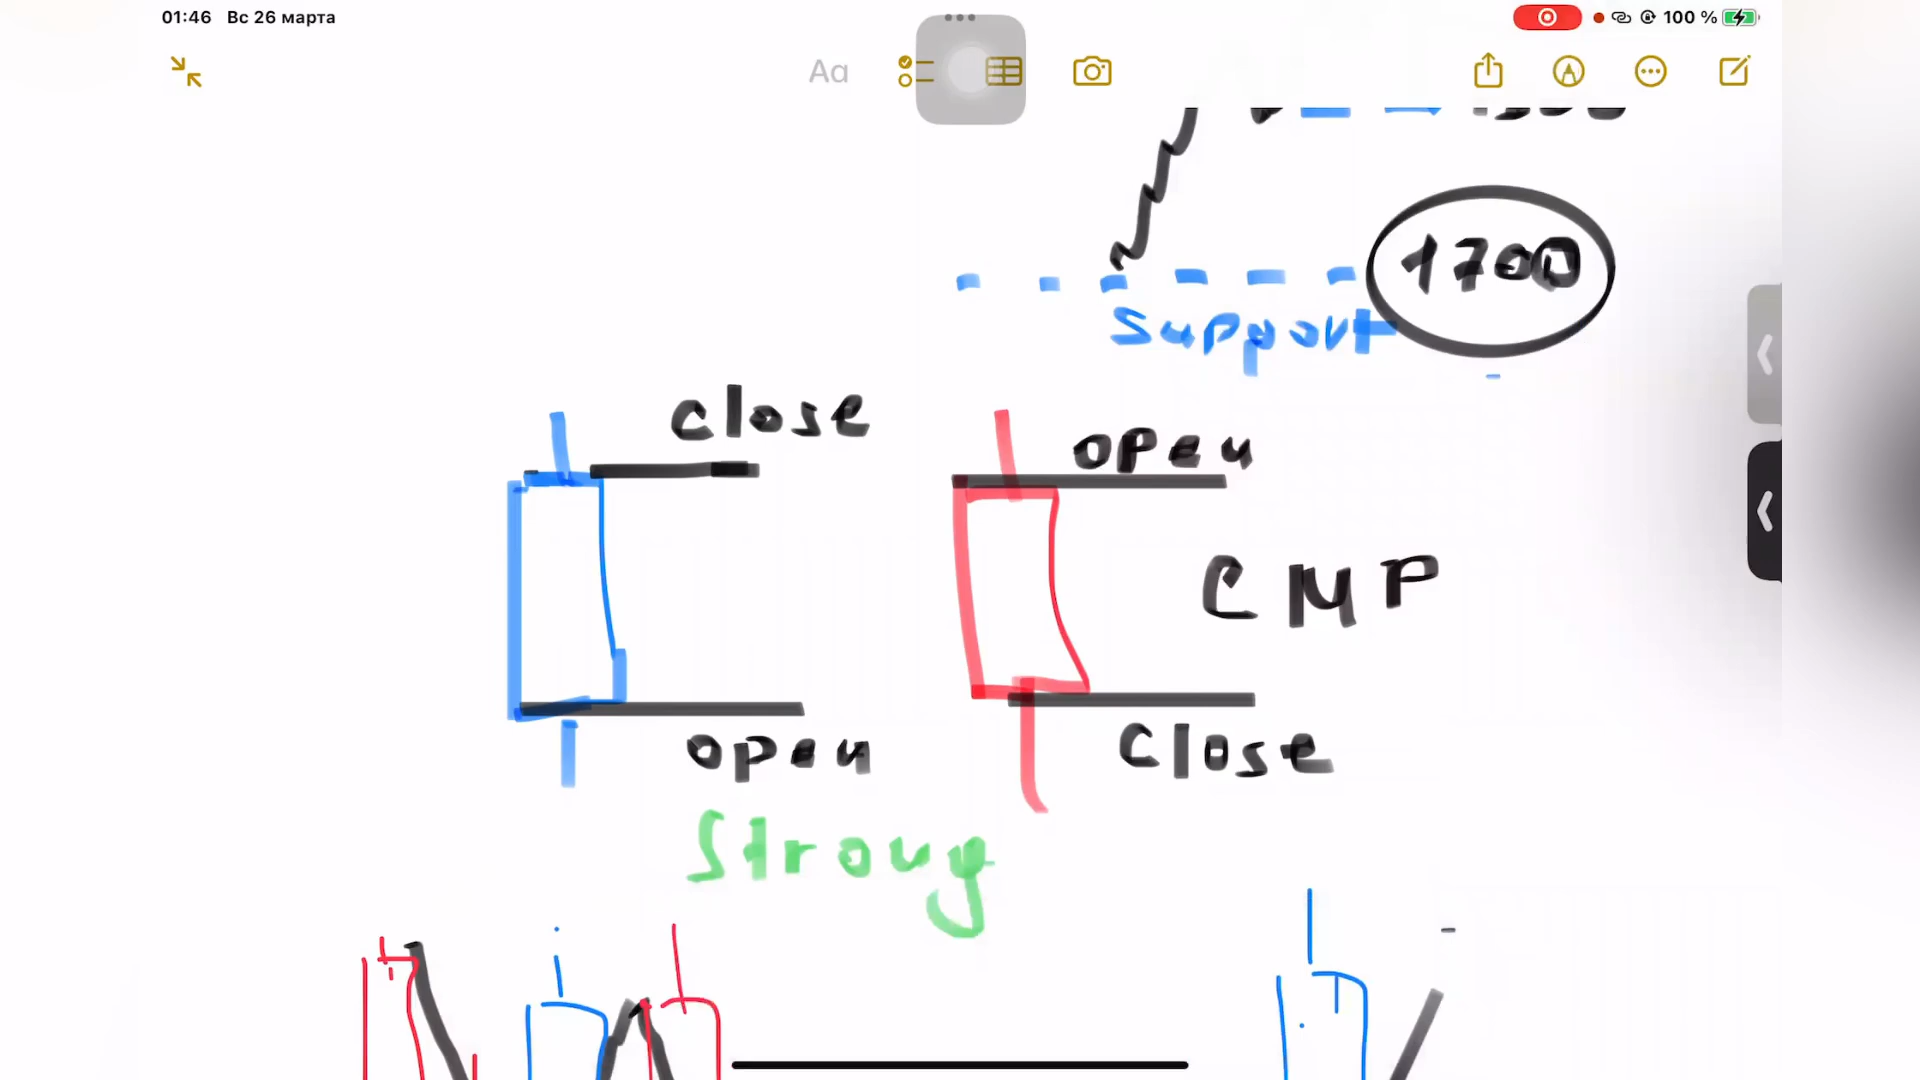 01:46 Вс 26 марта 100 %
Aa
1700
Support
close
open
CMP
open
Close
Strong